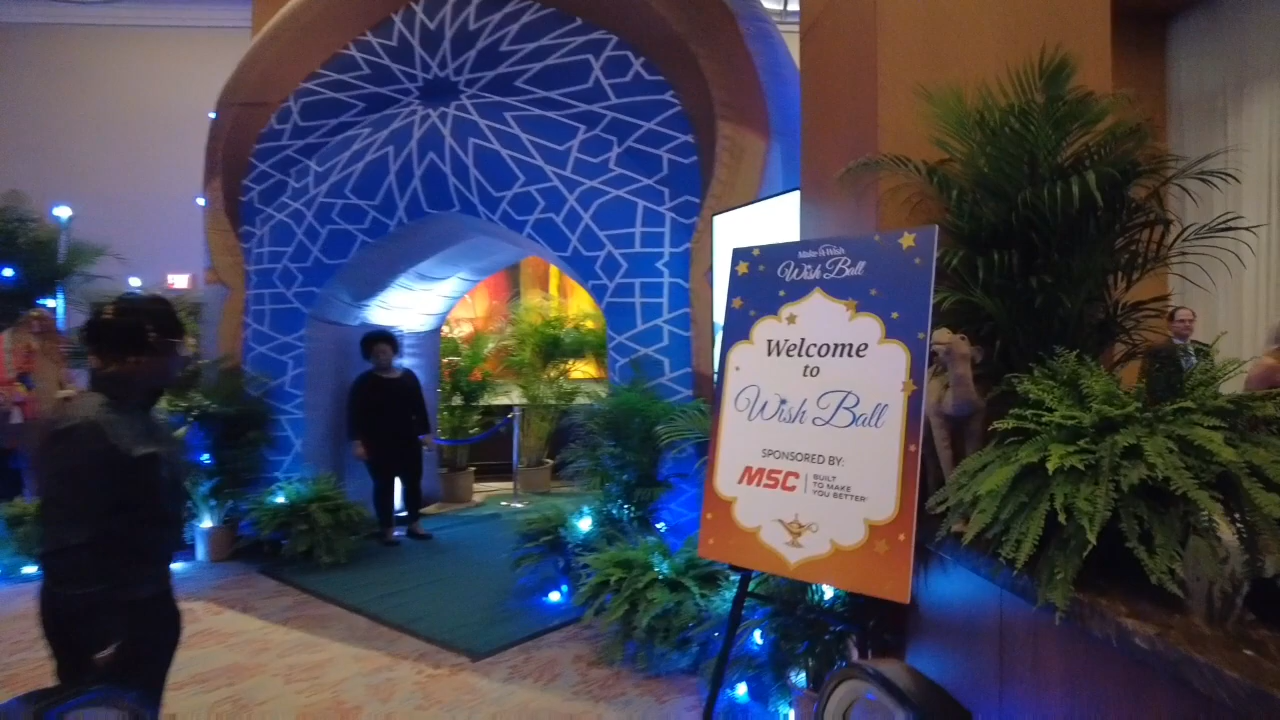 Make-A-Wish
Wish Ball
Welcome
to
Wish Ball
SPONSORED BY:
MSC
BUILT
TO MAKE
YOU BETTER®